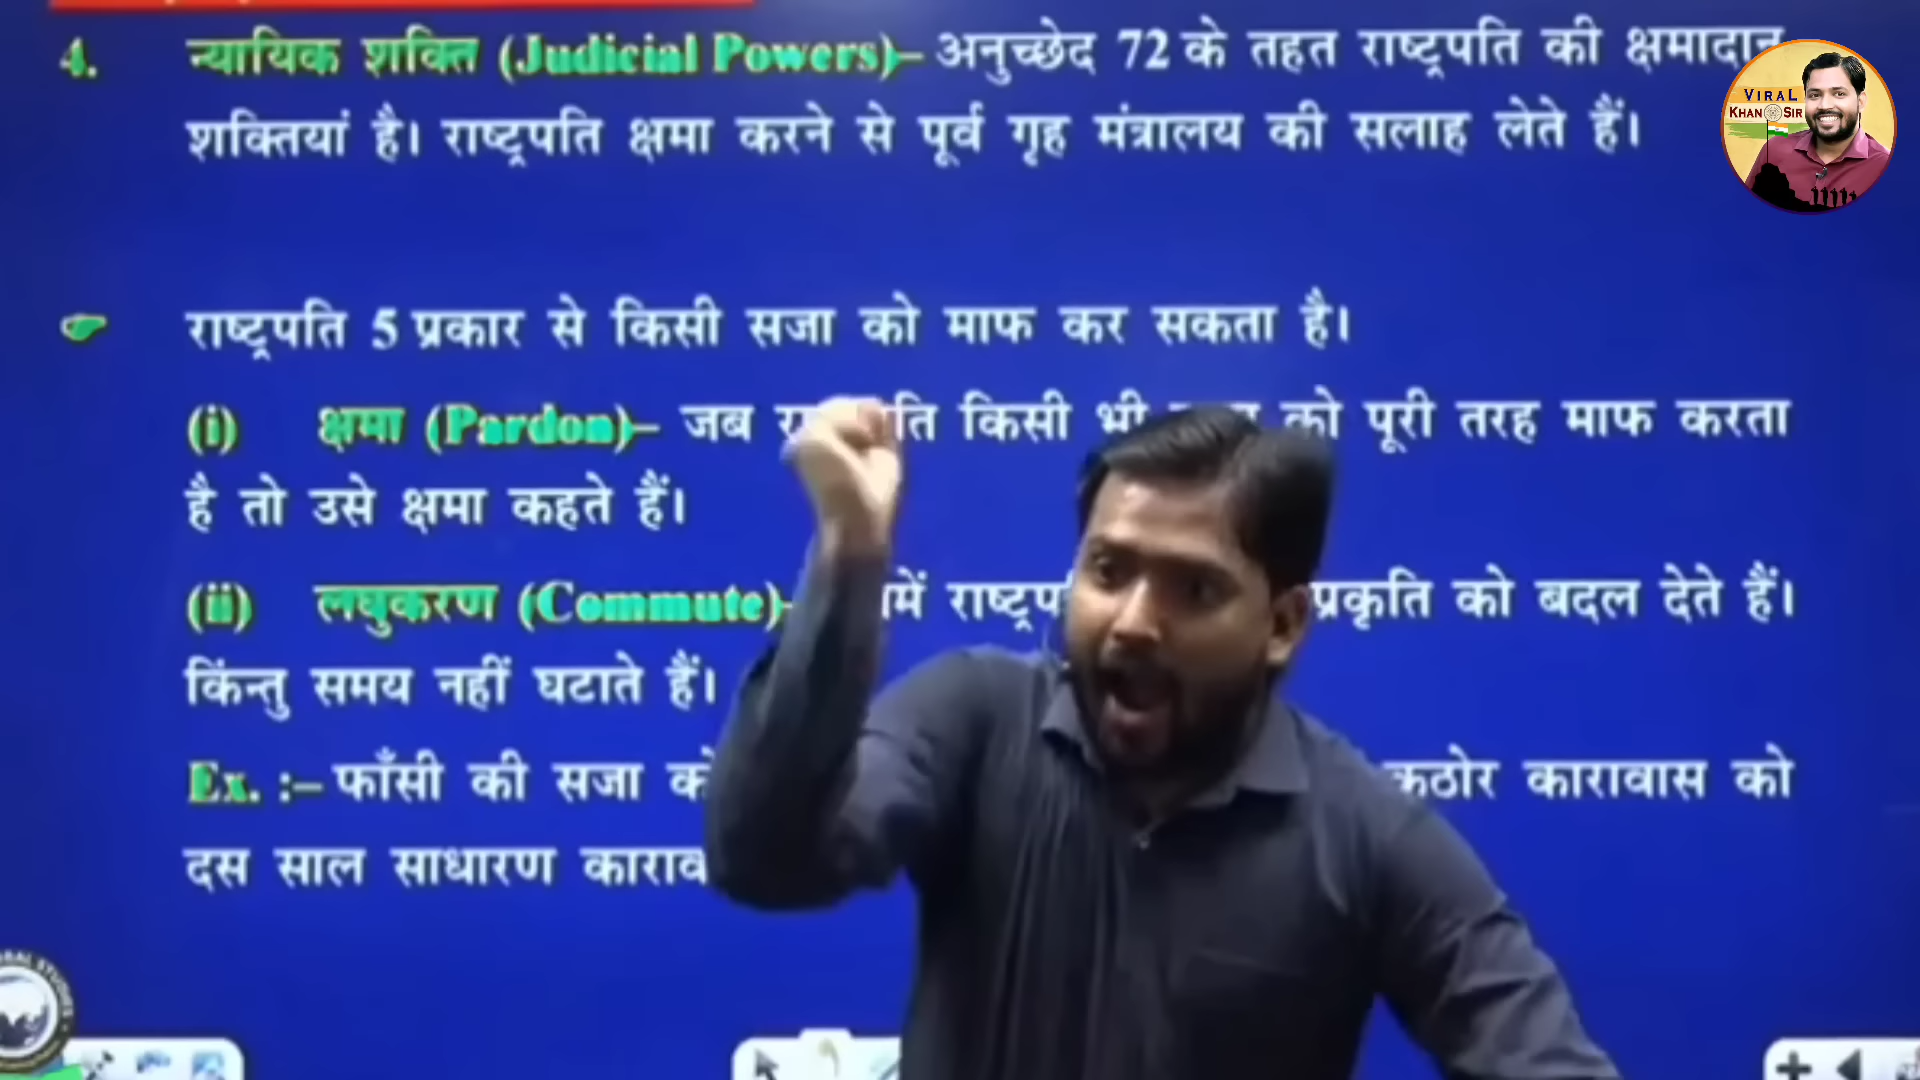 4. न्यायिक शक्ति (Judicial Powers)– अनुच्छेद 72 के तहत राष्ट्रपति की क्षमादान
शक्तियां है। राष्ट्रपति क्षमा करने से पूर्व गृह मंत्रालय की सलाह लेते हैं।
VIRAL
KHAN SIR
राष्ट्रपति 5 प्रकार से किसी सजा को माफ कर सकता है।
(i) क्षमा (Pardon)– जब किसी भी को पूरी तरह माफ करता
है तो उसे क्षमा कहते हैं।
(ii) लघुकरण (Commute)- प्रकृति को बदल देते हैं।
किंन्तु समय नहीं घटाते हैं।
Ex. :– फाँसी की सजा को कठोर कारावास को
दस साल साधारण